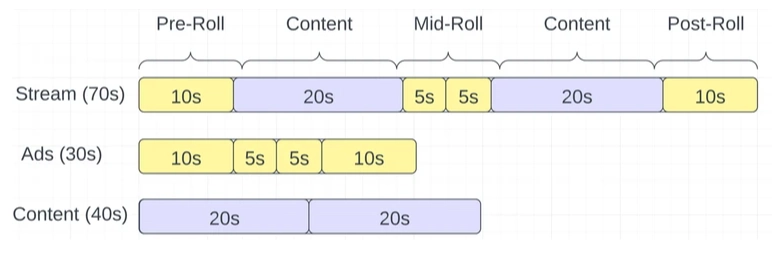 Pre-Roll Content Mid-Roll Content Post-Roll
Stream (70s) 10s 20s 5s 5s 20s 10s
Ads (30s) 10s 5s 5s 10s
Content (40s) 20s 20s